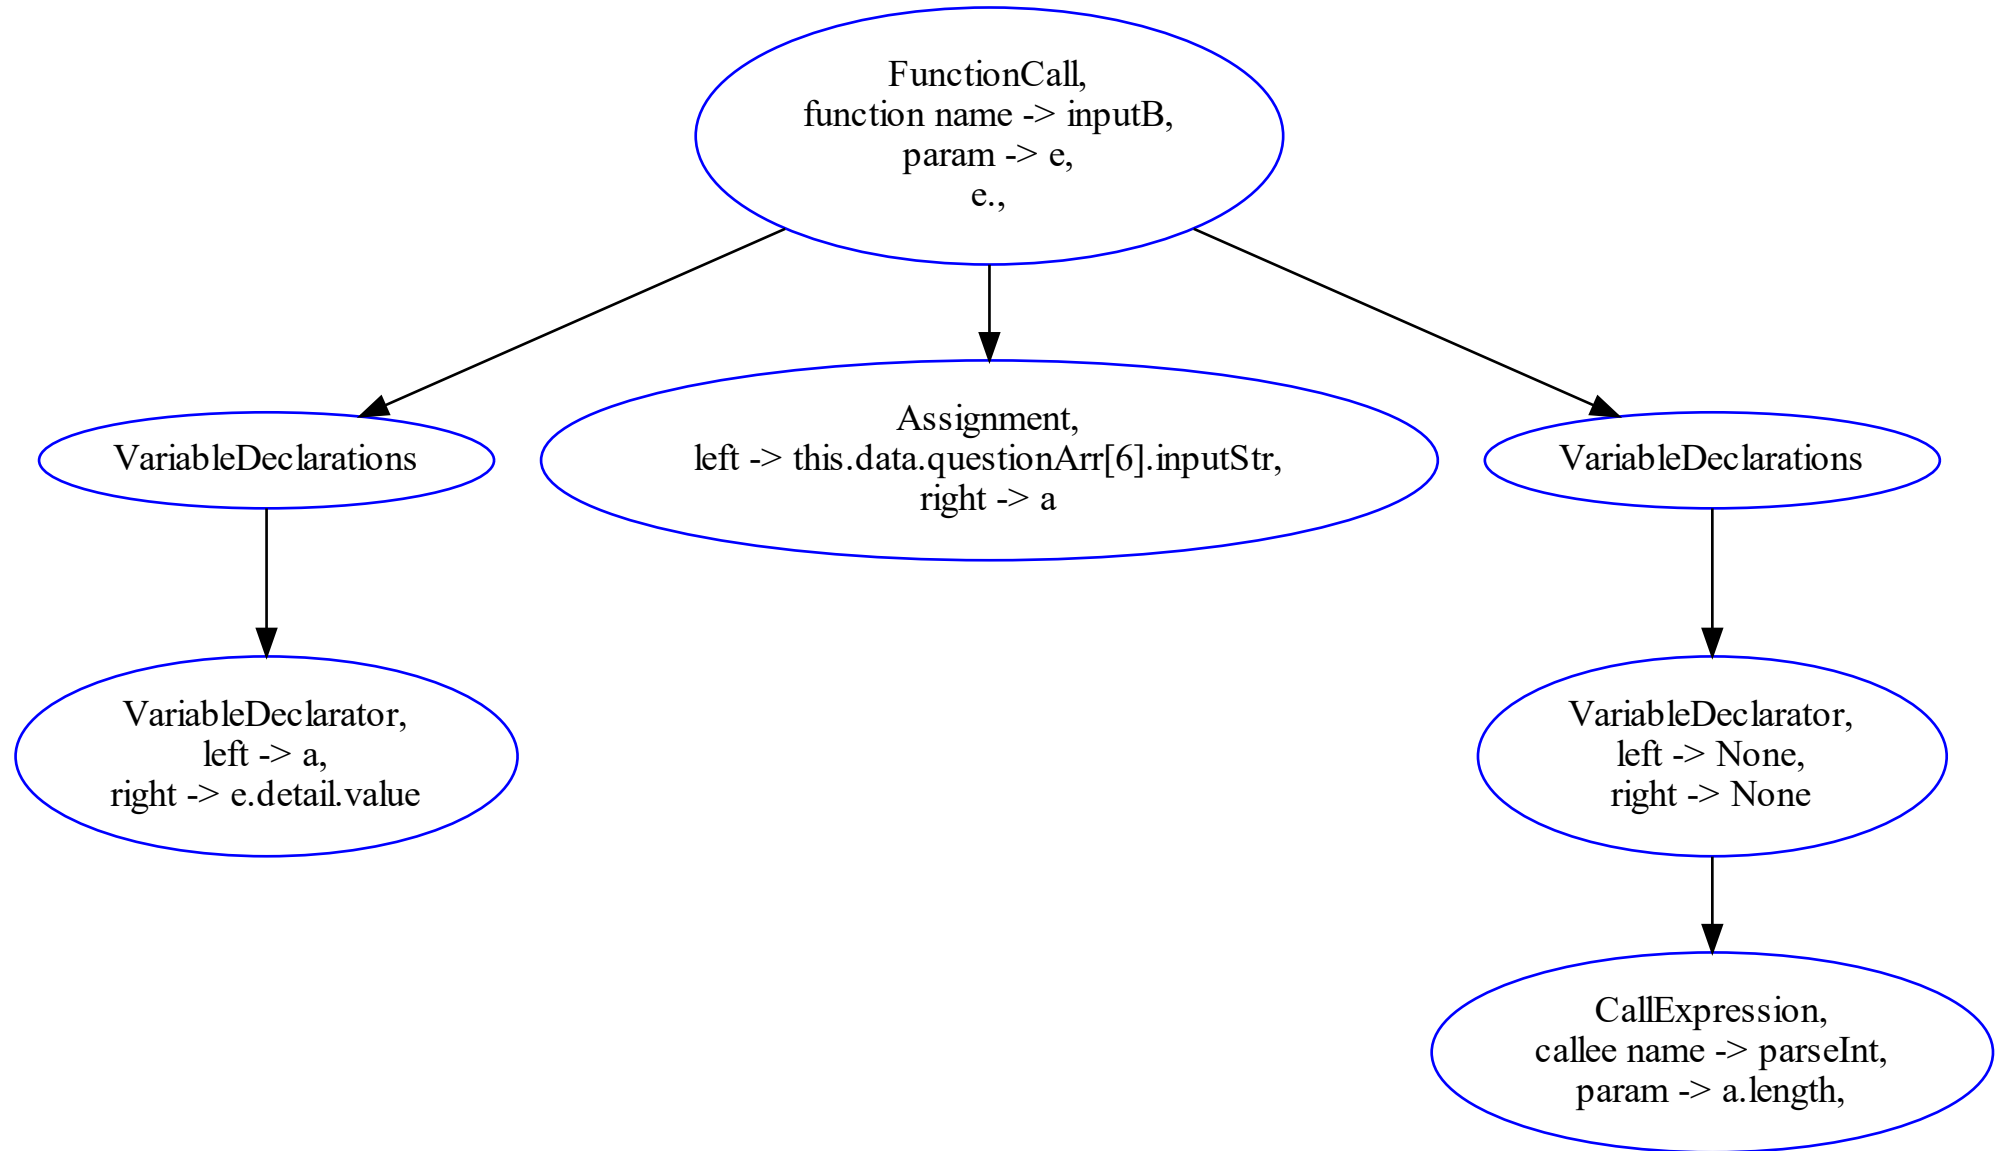 FunctionCall,
function name -> inputB,
param -> e,
e.,
VariableDeclarations
Assignment,
left -> this.data.questionArr[6].inputStr,
right -> a
VariableDeclarations
VariableDeclarator,
left -> a,
right -> e.detail.value
VariableDeclarator,
left -> None,
right -> None
CallExpression,
callee name -> parseInt,
param -> a.length,